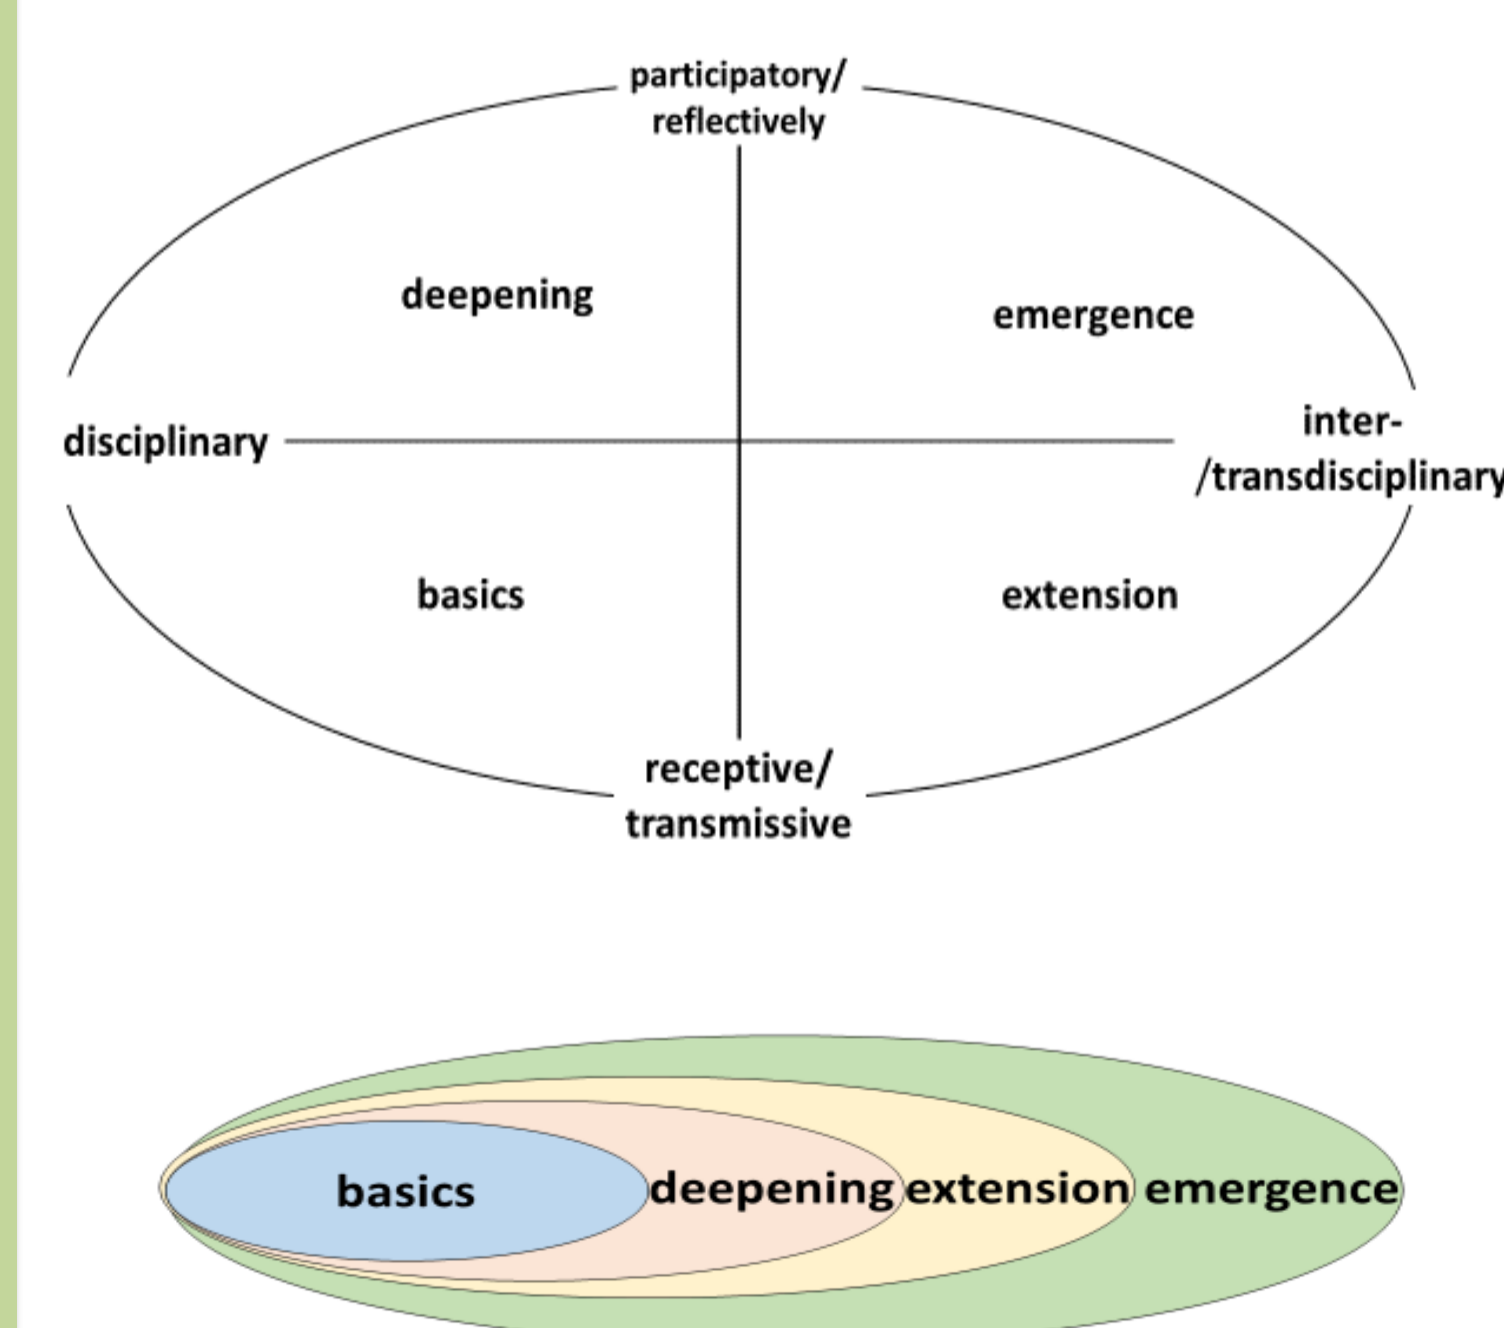 participatory/
reflectively
deepening
emergence
disciplinary
inter-
/transdisciplinary
basics
extension
receptive/
transmissive
basics deepening extension emergence